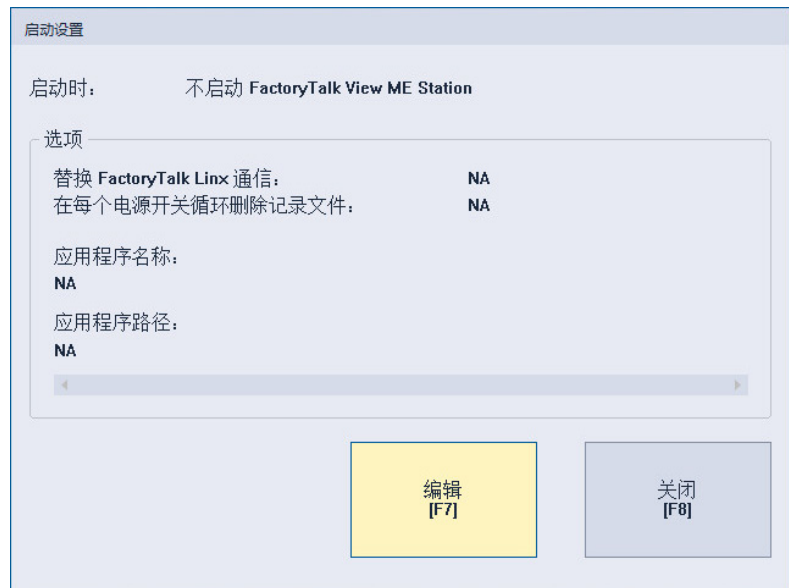 启动设置
启动时： 不启动 FactoryTalk View ME Station
选项
替换 FactoryTalk Linx 通信： NA
在每个电源开关循环删除记录文件： NA
应用程序名称：
NA
应用程序路径：
NA
编辑
[F7]
关闭
[F8]